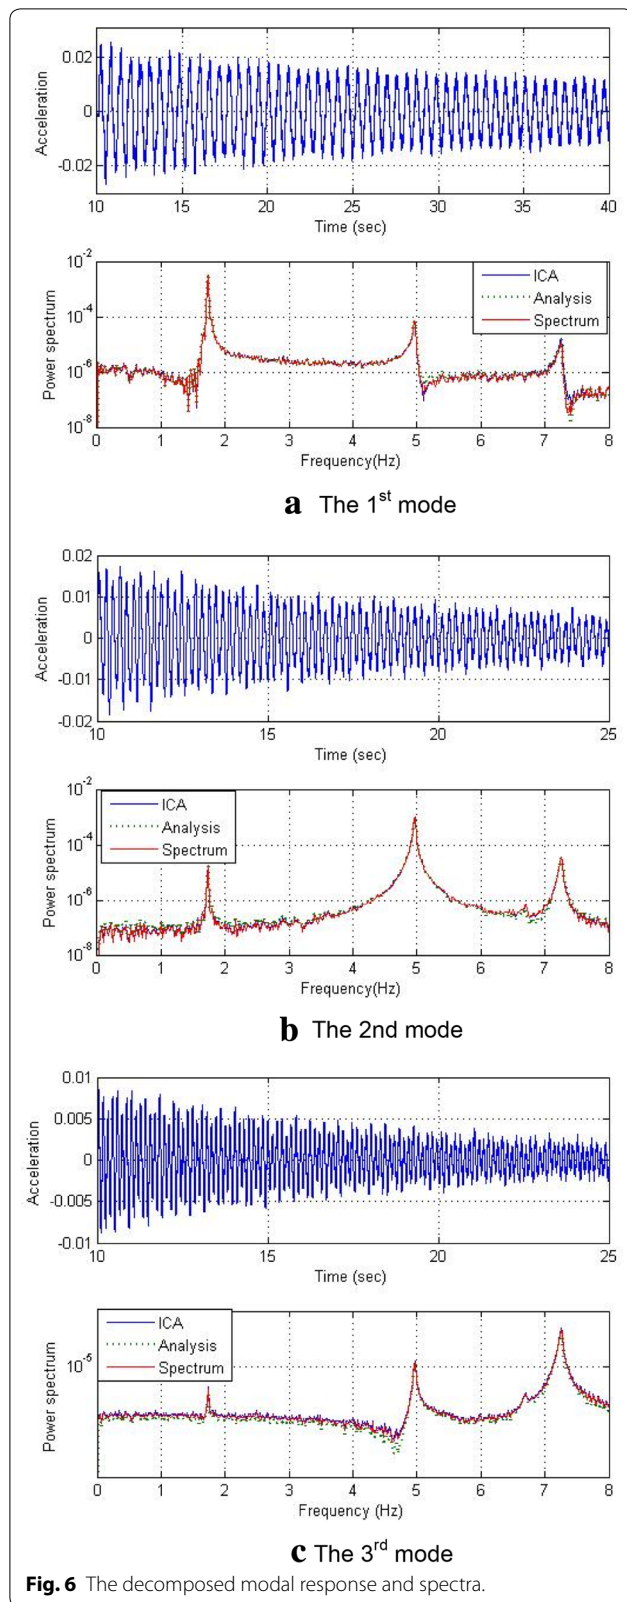 0.02
0
-0.02
Acceleration
10 15 20 25 30 35 40
Time (sec)
10-2
10-4
10-6
10-8
Power spectrum
ICA
Analysis
Spectrum
0 1 2 3 4 5 6 7 8
Frequency(Hz)
a The 1st mode
0.02
0.01
0
-0.01
-0.02
Acceleration
10 15 20 25
Time (sec)
10-2
10-4
10-6
10-8
Power spectrum
ICA
Analysis
Spectrum
0 1 2 3 4 5 6 7 8
Frequency(Hz)
b The 2nd mode
0.01
0.005
0
-0.005
-0.01
Acceleration
10 15 20 25
Time (sec)
10-5
Power spectrum
ICA
Analysis
Spectrum
0 1 2 3 4 5 6 7 8
Frequency (Hz)
c The 3rd mode
Fig. 6 The decomposed modal response and spectra.